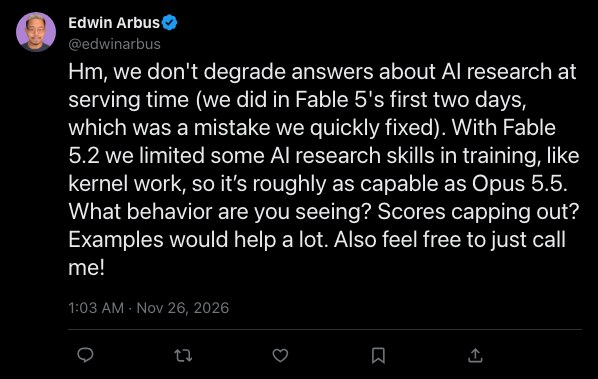 Edwin Arbus
@edwinarbus
Hm, we don't degrade answers about AI research at
serving time (we did in Fable 5's first two days,
which was a mistake we quickly fixed). With Fable
5.2 we limited some AI research skills in training, like
kernel work, so it’s roughly as capable as Opus 5.5.
What behavior are you seeing? Scores capping out?
Examples would help a lot. Also feel free to just call
me!
1:03 AM · Nov 26, 2026